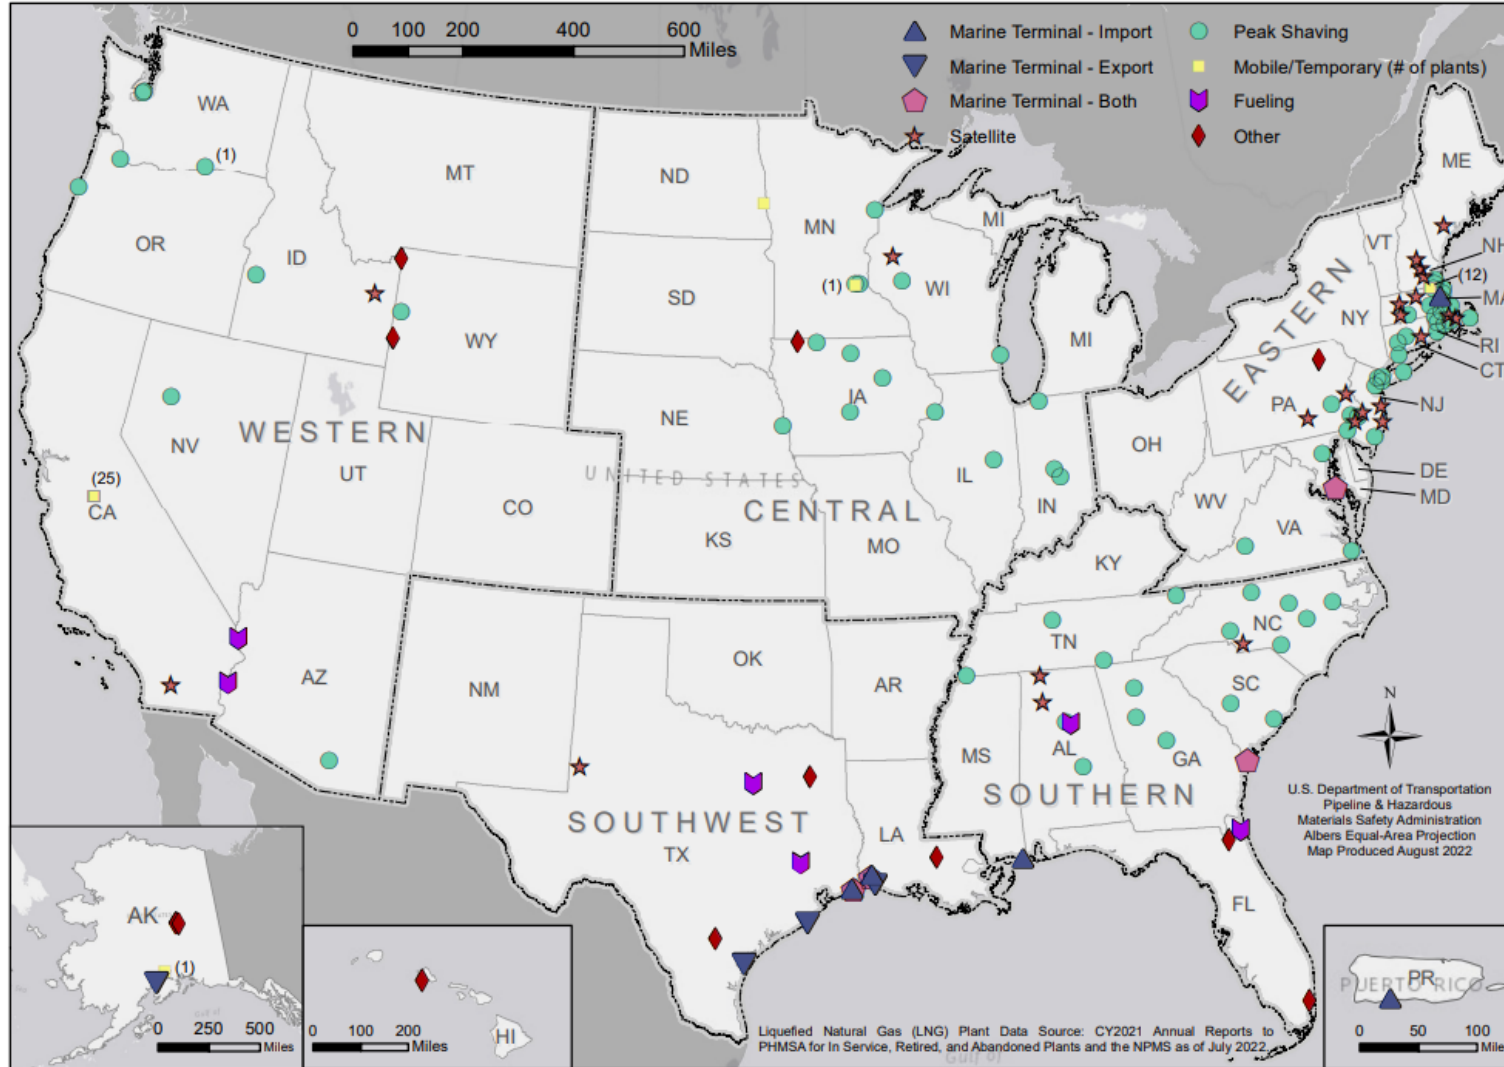 0 100 200 400 600
Miles
Marine Terminal - Import
Marine Terminal - Export
Marine Terminal - Both
Satellite
Peak Shaving
Mobile/Temporary (# of plants)
Fueling
Other
WA
(1)
MT
ND
MN
MI
ME
OR
ID
VT
NH
SD
(1)
WI
(12)
MA
WY
MI
NY
RI
CT
EASTERN
NE
IA
PA
NJ
NV
WESTERN
OH
UT
UNITED STATES
IL
DE
(25)
CA
CO
CENTRAL
IN
WV
MD
KS
MO
VA
KY
NC
TN
AZ
OK
NM
AR
SC
N
MS
AL
GA
SOUTHERN
SOUTHWEST
TX
LA
U.S. Department of Transportation
Pipeline & Hazardous
Materials Safety Administration
Albers Equal-Area Projection
Map Produced August 2022
FL
AK
(1)
0 250 500
Miles
0 100 200
Miles
HI
PR
PUERTO RICO
0 50 100
Mile
Liquefied Natural Gas (LNG) Plant Data Source: CY2021 Annual Reports to
PHMSA for In Service, Retired, and Abandoned Plants and the NPMS as of July 2022.
Gulf of